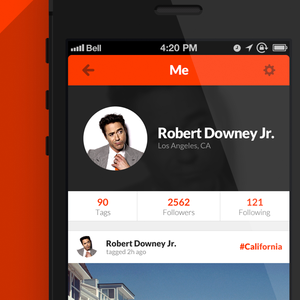 Bell 4:20 PM
Me
Robert Downey Jr.
Los Angeles, CA
90 2562 121
Tags Followers Following
Robert Downey Jr.
tagged 2h ago
#California